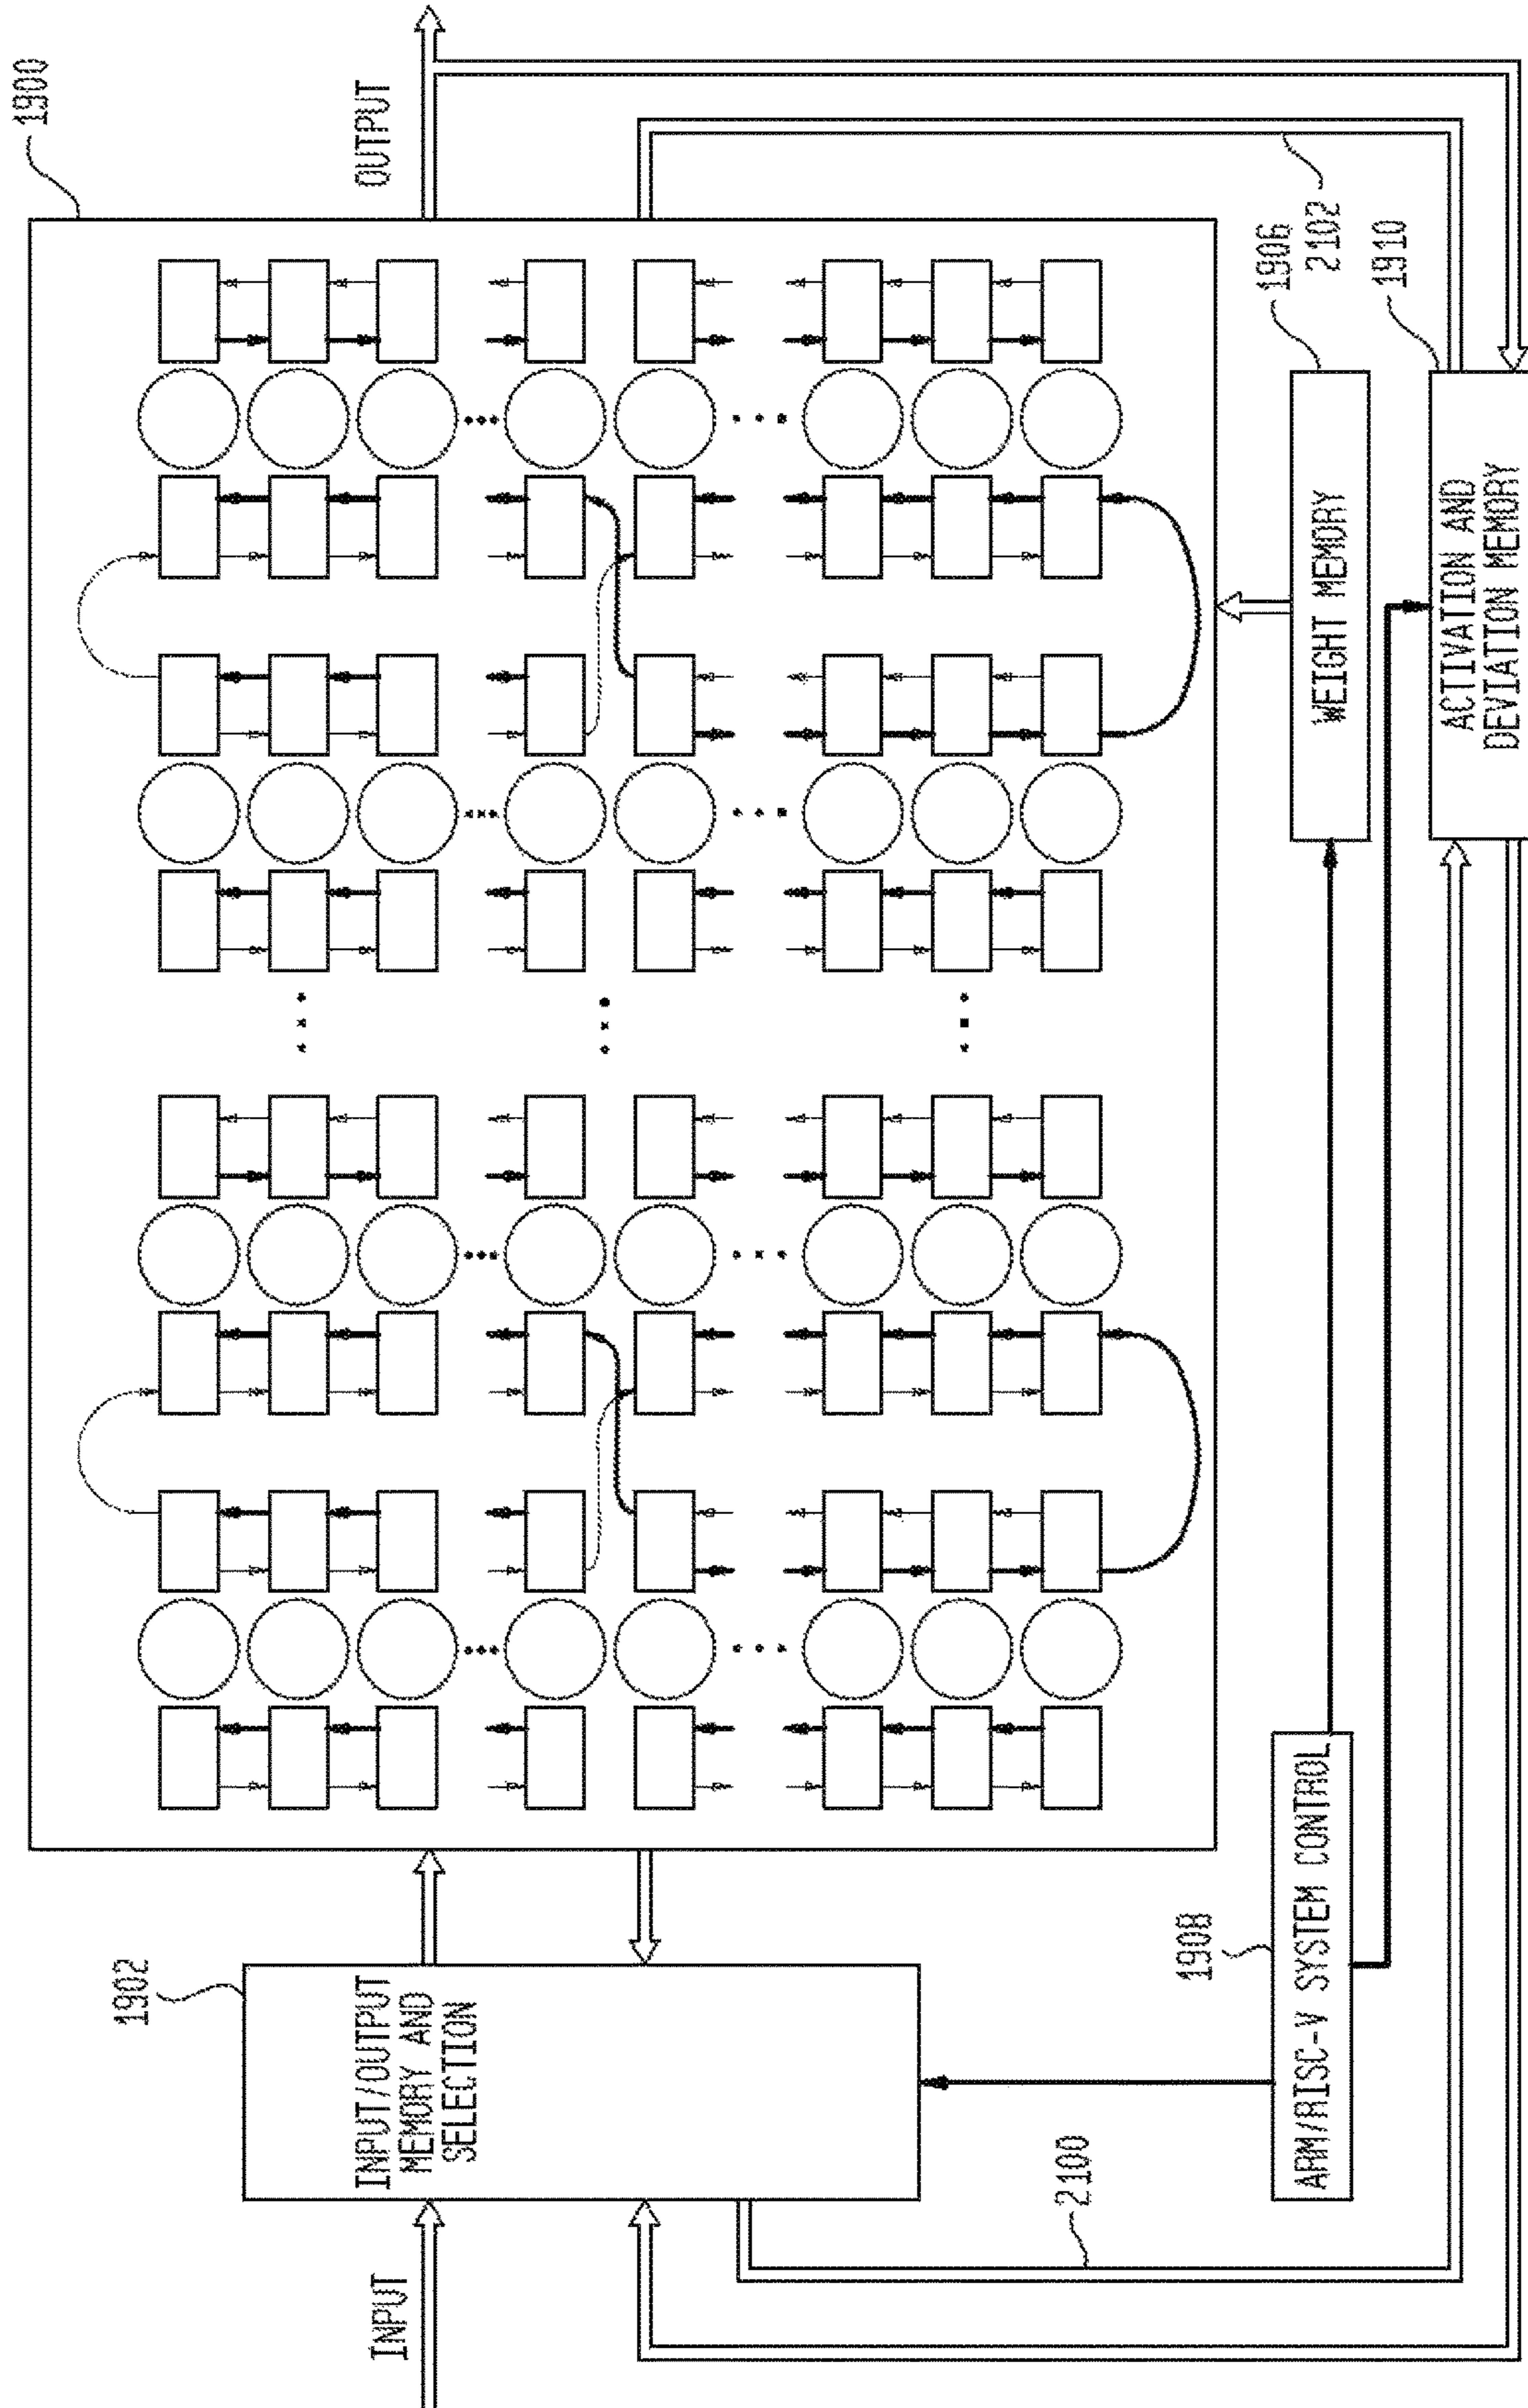 1900
OUTPUT
1902
INPUT/OUTPUT
MEMORY AND
SELECTION
INPUT
1906
2102
1910
WEIGHT MEMORY
ACTIVATION AND
DEVIATION MEMORY
1908
ARM/RISC-V SYSTEM CONTROL
2100